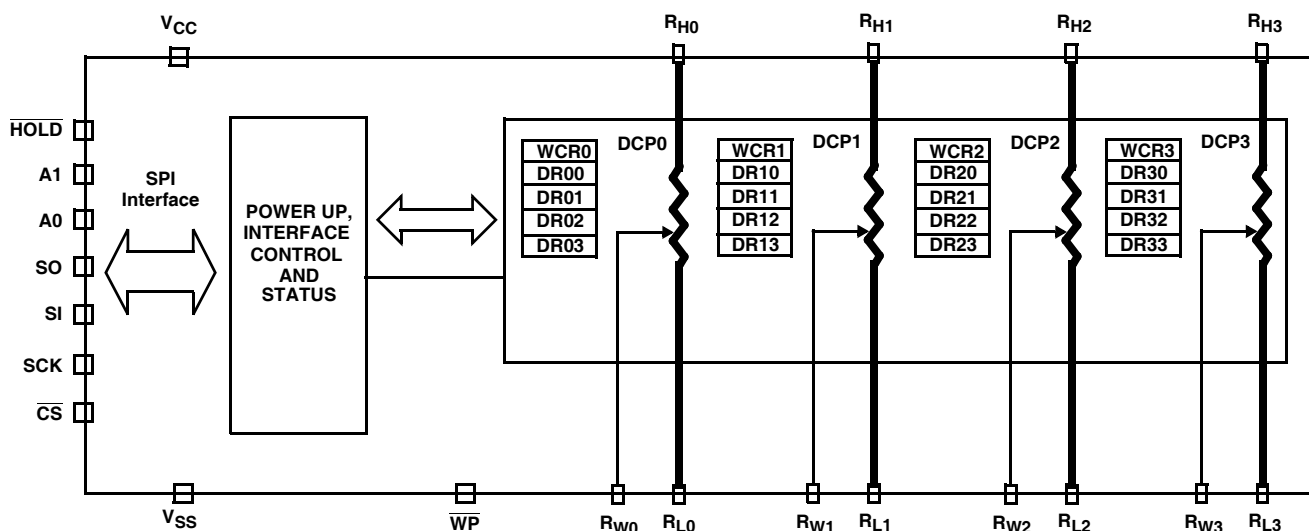 VCC
RH0
RH1
RH2
RH3
HOLD
A1
A0
SO
SI
SCK
CS
SPI
Interface
POWER UP,
INTERFACE
CONTROL
AND
STATUS
WCR0
DR00
DR01
DR02
DR03
DCP0
WCR1
DR10
DR11
DR12
DR13
DCP1
WCR2
DR20
DR21
DR22
DR23
DCP2
WCR3
DR30
DR31
DR32
DR33
DCP3
VSS
WP
RW0
RL0
RW1
RL1
RW2
RL2
RW3
RL3